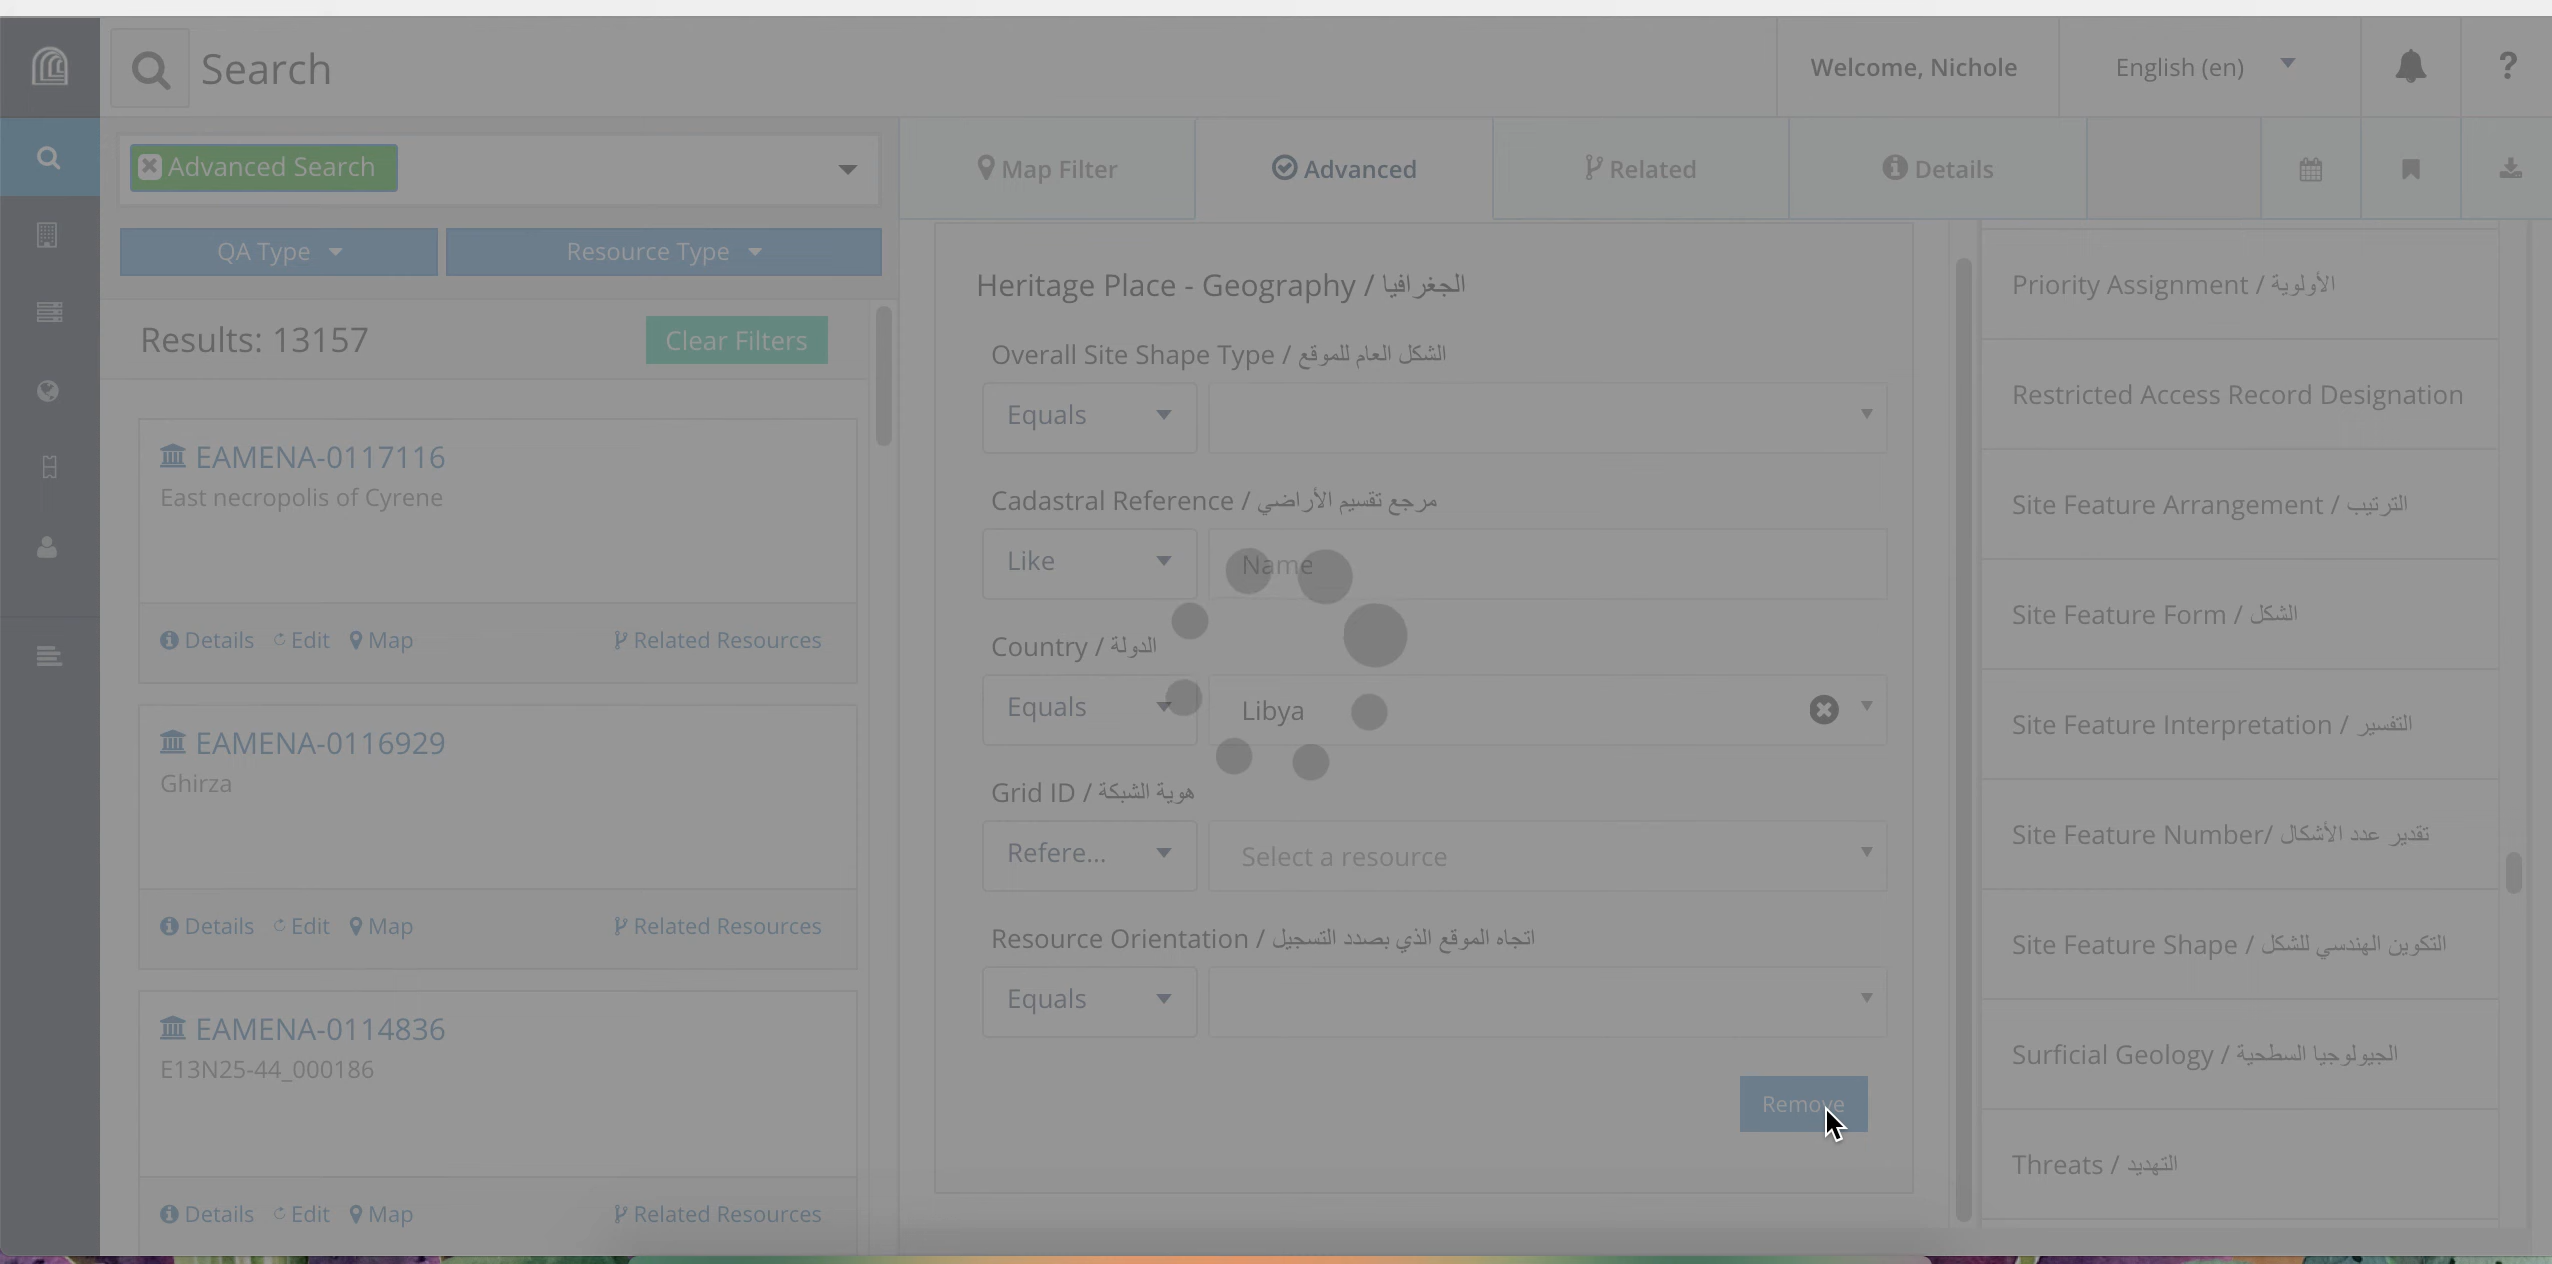 Search
Welcome, Nichole
English (en)
?
Advanced Search
Map Filter
Advanced
Related
Details
QA Type
Resource Type
Results: 13157
Clear Filters
EAMENA-0117116
East necropolis of Cyrene
Details Edit Map Related Resources
EAMENA-0116929
Ghirza
Details Edit Map Related Resources
EAMENA-0114836
E13N25-44_000186
Details Edit Map Related Resources
Heritage Place - Geography / الجغرافيا
Overall Site Shape Type / الشكل العام للموقع
Equals
Cadastral Reference / مرجع تقسيم الأراضي
Like
Name
Country / الدولة
Equals
Libya
Grid ID / هوية الشبكة
Refere...
Select a resource
Resource Orientation / اتجاه الموقع الذي بصدد التسجيل
Equals
Remove
Priority Assignment / الأولوية
Restricted Access Record Designation
Site Feature Arrangement / الترتيب
Site Feature Form / الشكل
Site Feature Interpretation / التفسير
Site Feature Number/ تقدير عدد الأشكال
Site Feature Shape / التكوين الهندسي للشكل
Surficial Geology / الجيولوجيا السطحية
Threats / التهديد